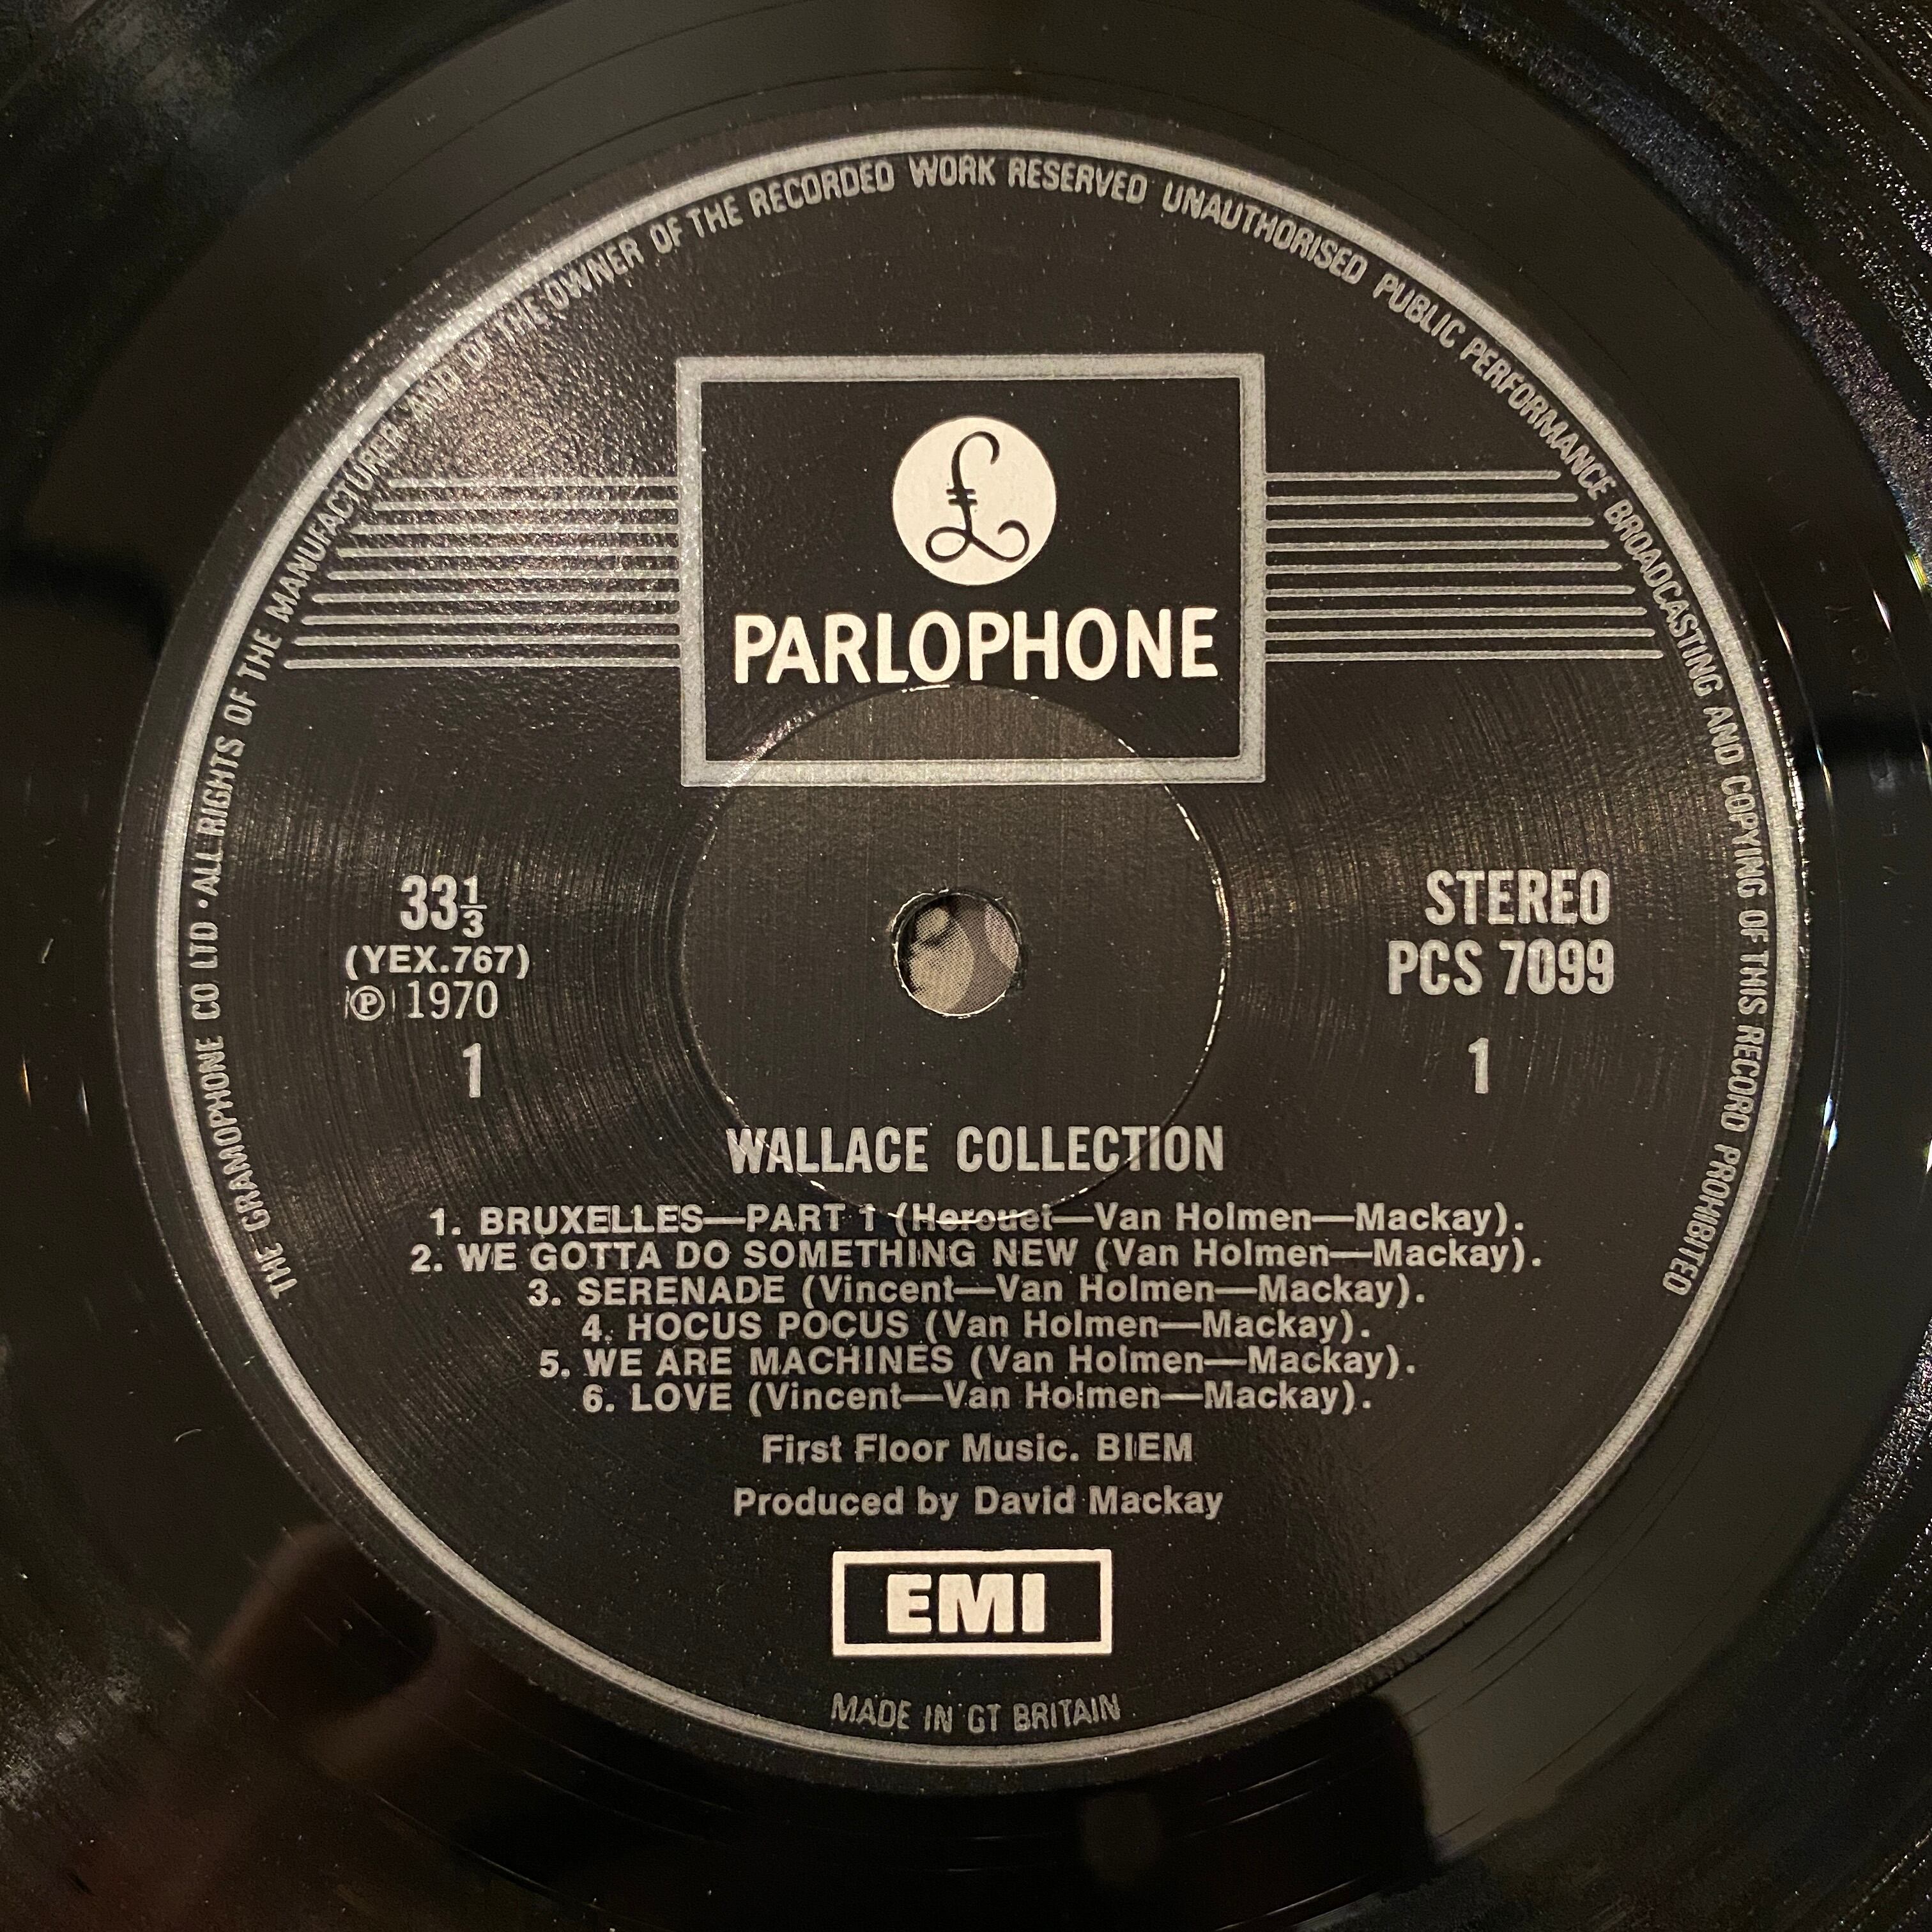 THE GRAMOPHONE CO LTD · ALL RIGHTS OF THE MANUFACTURER AND OF THE OWNER OF THE RECORDED WORK RESERVED UNAUTHORISED PUBLIC PERFORMANCE BROADCASTING AND COPYING OF THIS RECORD PROHIBITED
£
PARLOPHONE
33⅓
(YEX.767)
Ⓟ 1970
1
STEREO
PCS 7099
1
WALLACE COLLECTION
1. BRUXELLES—PART 1 (Herouet—Van Holmen—Mackay).
2. WE GOTTA DO SOMETHING NEW (Van Holmen—Mackay).
3. SERENADE (Vincent—Van Holmen—Mackay).
4. HOCUS POCUS (Van Holmen—Mackay).
5. WE ARE MACHINES (Van Holmen—Mackay).
6. LOVE (Vincent—Van Holmen—Mackay).
First Floor Music. BIEM
Produced by David Mackay
EMI
MADE IN GT BRITAIN